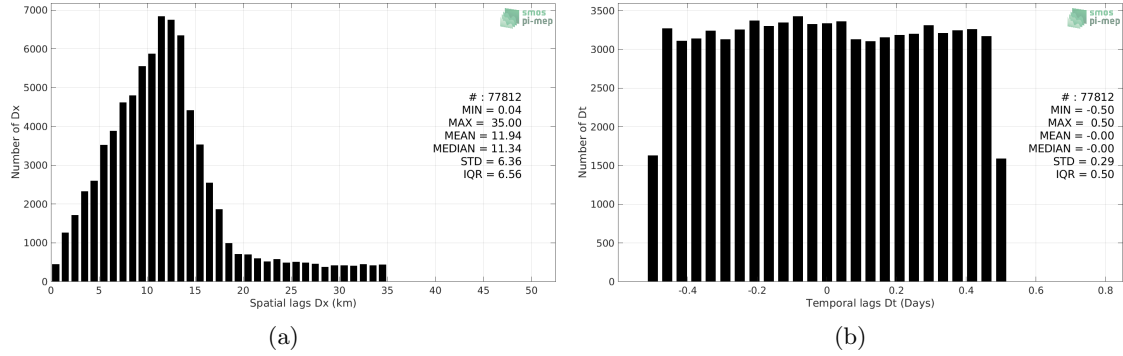 7000
6000
5000
4000
3000
2000
1000
0
Number of Dx
0 5 10 15 20 25 30 35 40 45 50
Spatial lags Dx (km)
smos
pi-mep
# : 77812
MIN = 0.04
MAX = 35.00
MEAN = 11.94
MEDIAN = 11.34
STD = 6.36
IQR = 6.56
(a)
3500
3000
2500
2000
1500
1000
500
0
Number of Dt
-0.4 -0.2 0 0.2 0.4 0.6 0.8
Temporal lags Dt (Days)
smos
pi-mep
# : 77812
MIN = -0.50
MAX = 0.50
MEAN = -0.00
MEDIAN = -0.00
STD = 0.29
IQR = 0.50
(b)